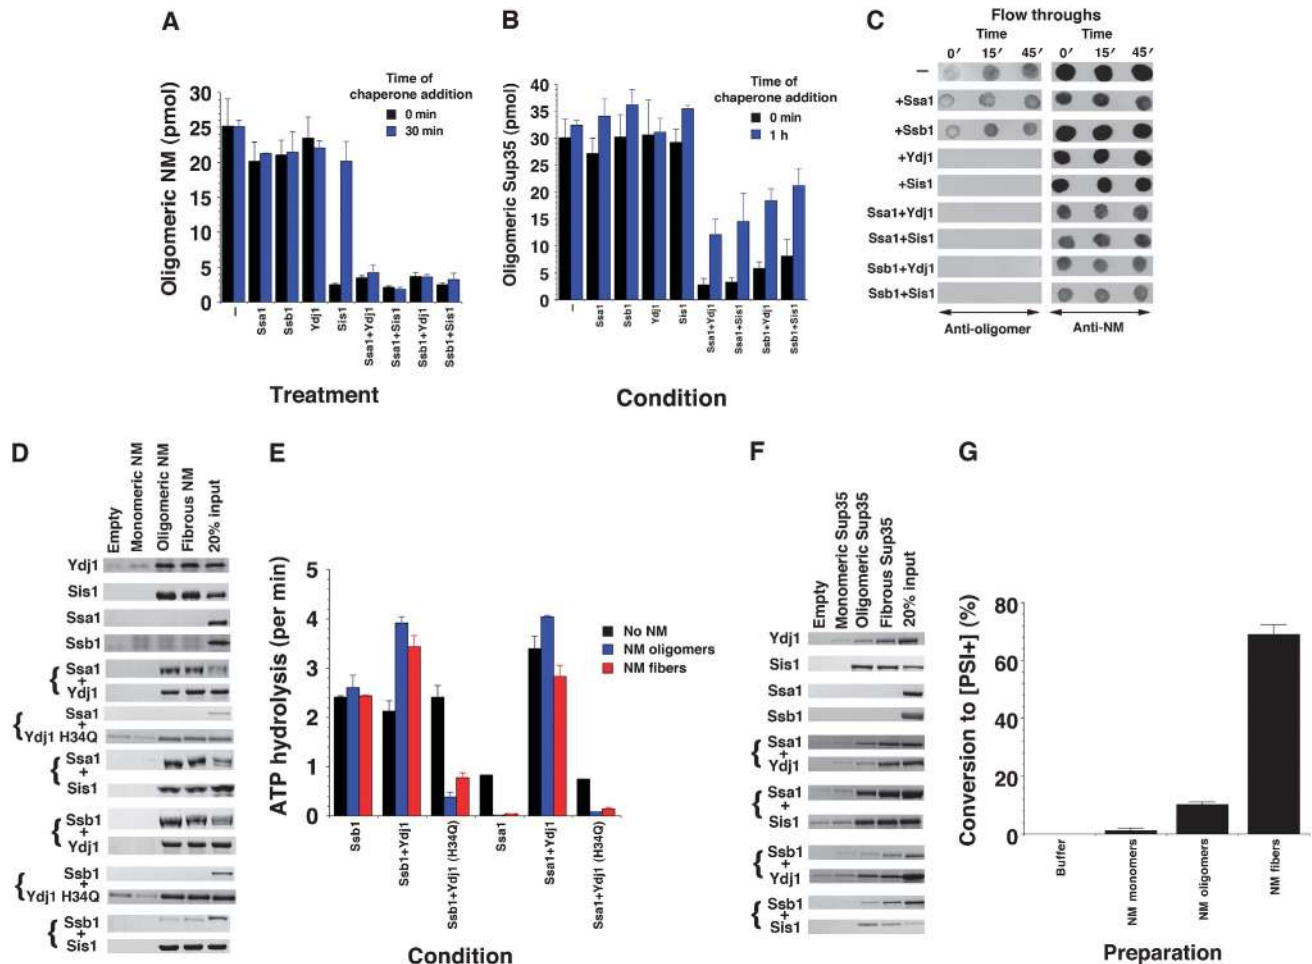 A
Oligomeric NM (pmol)
30
25
20
15
10
5
0
Time of
chaperone addition
0 min
30 min
–
Ssa1
Ssb1
Ydj1
Sis1
Ssa1+Ydj1
Ssa1+Sis1
Ssb1+Ydj1
Ssb1+Sis1
Treatment
B
Oligomeric Sup35 (pmol)
40
35
30
25
20
15
10
5
0
Time of
chaperone addition
0 min
1 h
–
Ssa1
Ssb1
Ydj1
Sis1
Ssa1+Ydj1
Ssa1+Sis1
Ssb1+Ydj1
Ssb1+Sis1
Condition
C
Flow throughs
Time Time
0′ 15′ 45′ 0′ 15′ 45′
–
+Ssa1
+Ssb1
+Ydj1
+Sis1
Ssa1+Ydj1
Ssa1+Sis1
Ssb1+Ydj1
Ssb1+Sis1
Anti-oligomer Anti-NM
D
Empty
Monomeric NM
Oligomeric NM
Fibrous NM
20% input
Ydj1
Sis1
Ssa1
Ssb1
{ Ssa1
+
Ydj1
{ Ssa1
+
Ydj1 H34Q
{ Ssa1
+
Sis1
{ Ssb1
+
Ydj1
{ Ssb1
+
Ydj1 H34Q
{ Ssb1
+
Sis1
E
ATP hydrolysis (per min)
5
4
3
2
1
0
No NM
NM oligomers
NM fibers
Ssb1
Ssb1+Ydj1
Ssb1+Ydj1 (H34Q)
Ssa1
Ssa1+Ydj1
Ssa1+Ydj1 (H34Q)
Condition
F
Empty
Monomeric Sup35
Oligomeric Sup35
Fibrous Sup35
20% input
Ydj1
Sis1
Ssa1
Ssb1
{ Ssa1
+
Ydj1
{ Ssa1
+
Sis1
{ Ssb1
+
Ydj1
{ Ssb1
+
Sis1
G
Conversion to [PSI+] (%)
80
60
40
20
0
Buffer
NM monomers
NM oligomers
NM fibers
Preparation